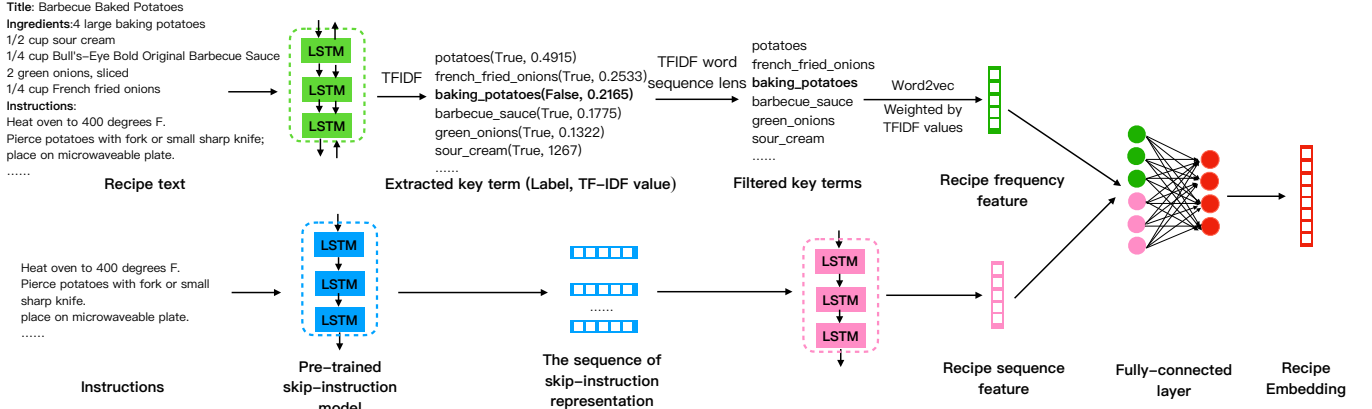 Title: Barbecue Baked Potatoes
Ingredients:4 large baking potatoes
1/2 cup sour cream
1/4 cup Bull's-Eye Bold Original Barbecue Sauce
2 green onions, sliced
1/4 cup French fried onions
Instructions:
Heat oven to 400 degrees F.
Pierce potatoes with fork or small sharp knife;
place on microwaveable plate.
......
Recipe text
LSTM
LSTM
LSTM
TFIDF
potatoes(True, 0.4915)
french_fried_onions(True, 0.2533)
baking_potatoes(False, 0.2165)
barbecue_sauce(True, 0.1775)
green_onions(True, 0.1322)
sour_cream(True, 1267)
......
Extracted key term (Label, TF-IDF value)
TFIDF word
sequence lens
potatoes
french_fried_onions
baking_potatoes
barbecue_sauce
green_onions
sour_cream
......
Filtered key terms
Word2vec
Weighted by
TFIDF values
Recipe frequency
feature
Heat oven to 400 degrees F.
Pierce potatoes with fork or small
sharp knife.
place on microwaveable plate.
......
Instructions
LSTM
LSTM
LSTM
Pre-trained
skip-instruction
model
......
The sequence of
skip-instruction
representation
LSTM
LSTM
LSTM
Recipe sequence
feature
Fully-connected
layer
Recipe
Embedding